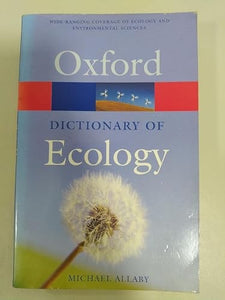 WIDE-RANGING COVERAGE OF ECOLOGY AND
ENVIRONMENTAL SCIENCES
Oxford
DICTIONARY OF
Ecology
MICHAEL ALLABY